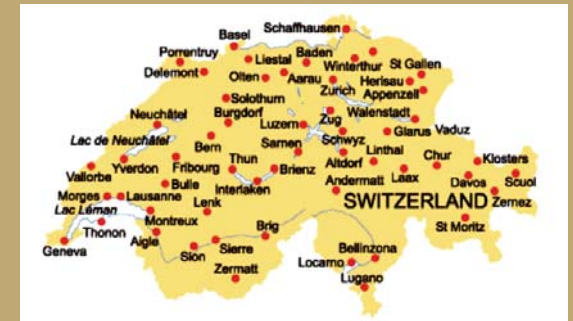 Schaffhausen
Basel
Porrentruy
Liestal
Baden
Winterthur
St Gallen
Delemont
Olten
Aarau
Zurich
Herisau
Appenzell
Solothurn
Walenstadt
Neuchâtel
Burgdorf
Luzern
Zug
Lac de Neuchâtel
Bern
Sarnen
Schwyz
Glarus
Vaduz
Yverdon
Fribourg
Thun
Brienz
Altdorf
Linthal
Chur
Klosters
Vallorbe
Bulle
Interlaken
Andermatt
Laax
Davos
Scuol
Morges
Lausanne
Lenk
SWITZERLAND
Zernez
Lac Léman
Montreux
St Moritz
Thonon
Aigle
Brig
Geneva
Sion
Sierre
Bellinzona
Locarno
Zermatt
Lugano